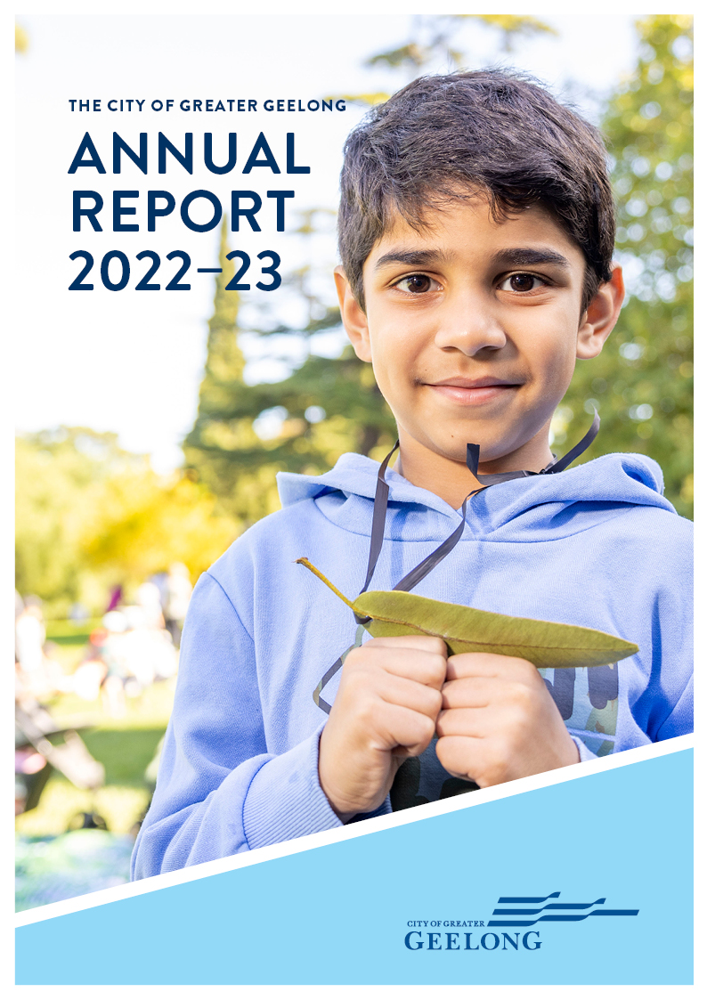 THE CITY OF GREATER GEELONG
ANNUAL
REPORT
2022–23
CITY OF GREATER
GEELONG